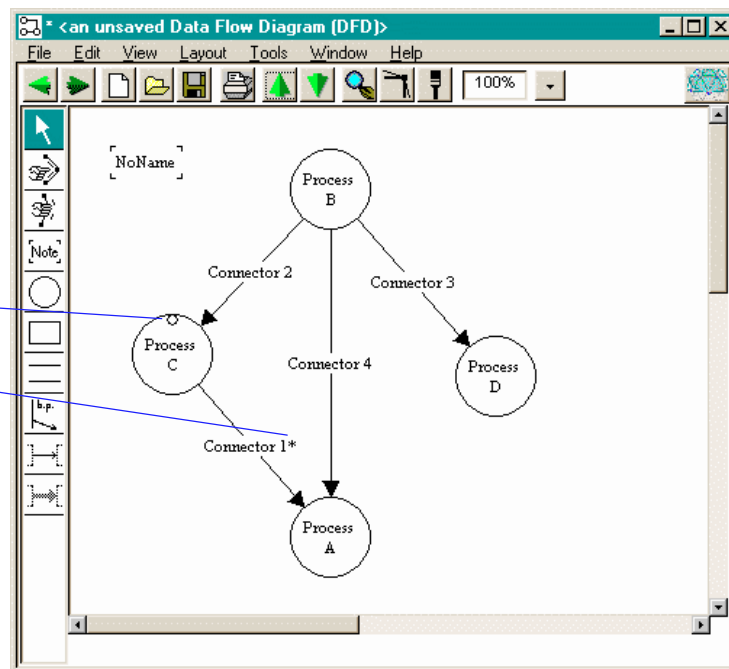 * <an unsaved Data Flow Diagram (DFD)>
File Edit View Layout Tools Window Help
100%
NoName
Process
B
Note
Connector 2
Connector 3
Process
C
Connector 4
Process
D
b.p.
Connector 1*
Process
A